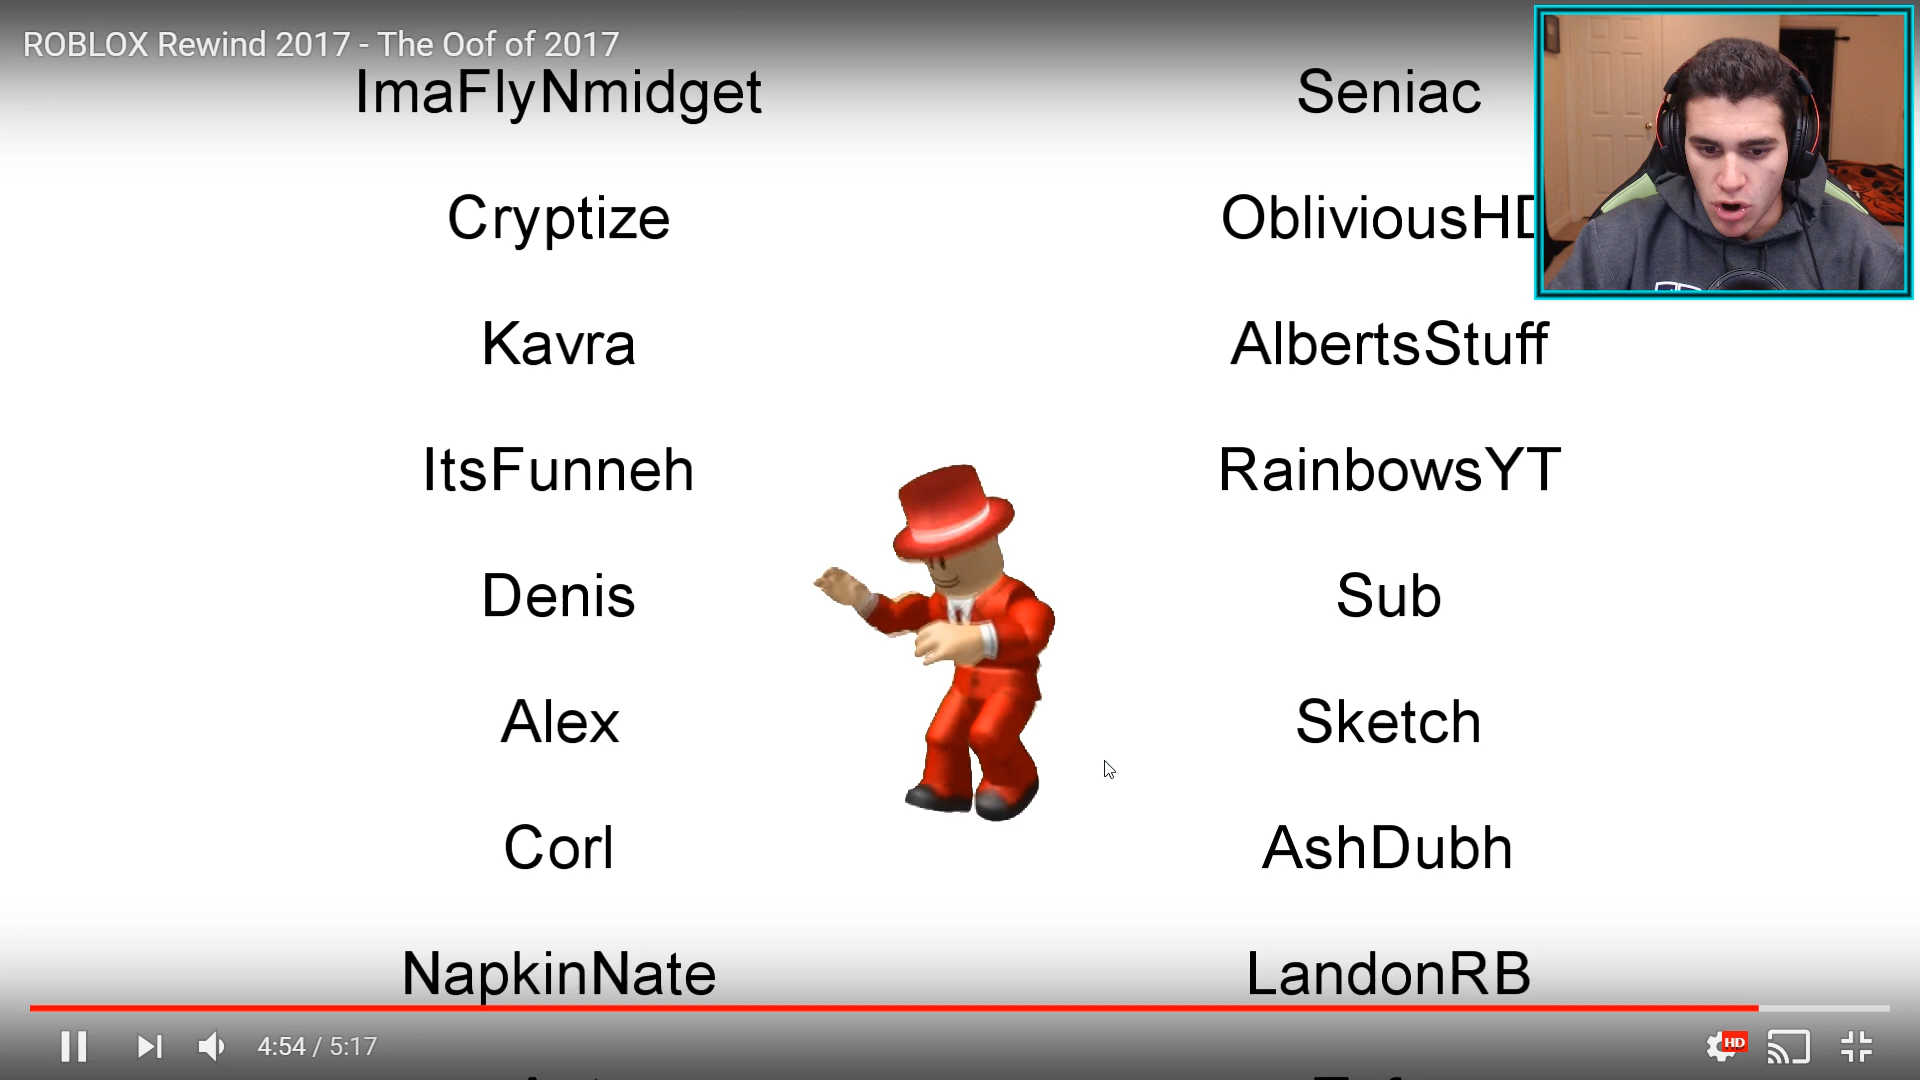 ROBLOX Rewind 2017 - The Oof of 2017
ImaFlyNmidget Seniac
Cryptize ObliviousHD
Kavra AlbertsStuff
ItsFunneh RainbowsYT
Denis Sub
Alex Sketch
Corl AshDubh
NapkinNate LandonRB
4:54 / 5:17 HD